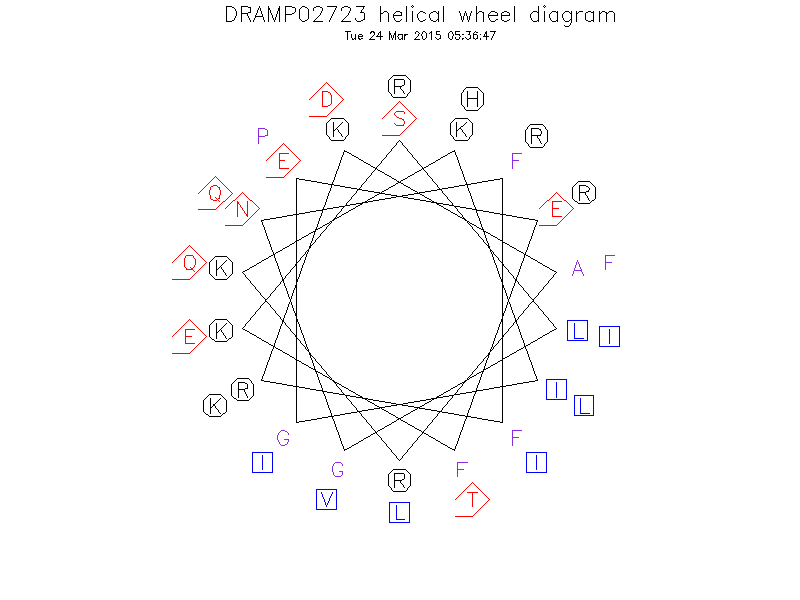 DRAMP02723 helical wheel diagram
Tue 24 Mar 2015 05:36:47
R
D H
S
K K
P R
E F
Q R
N E
Q K A F
E K L I
R I
K L
G F
I I
G F
R
V T
L